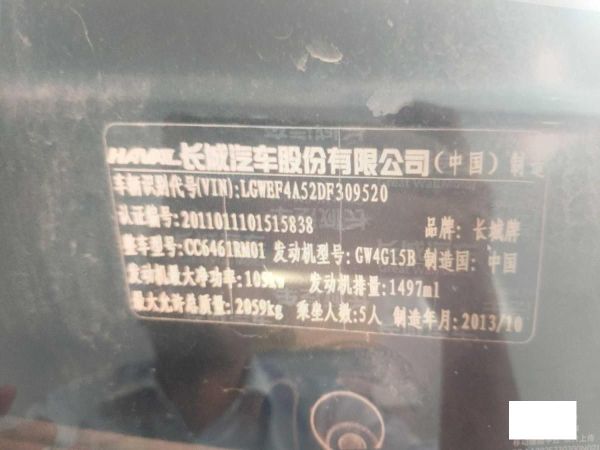 HAVAL 长城汽车股份有限公司(中国) 制造
车辆识别代号(VIN):LGWEF4A52DF309520
认证编号:2011011101515838 品牌: 长城牌
整车型号:CC6461RM01 发动机型号: GW4G15B 制造国: 中国
发动机最大净功率: 发动机排量:1497ml
最大允许总质量: 2059kg 乘坐人数:5人 制造年月:2013/10